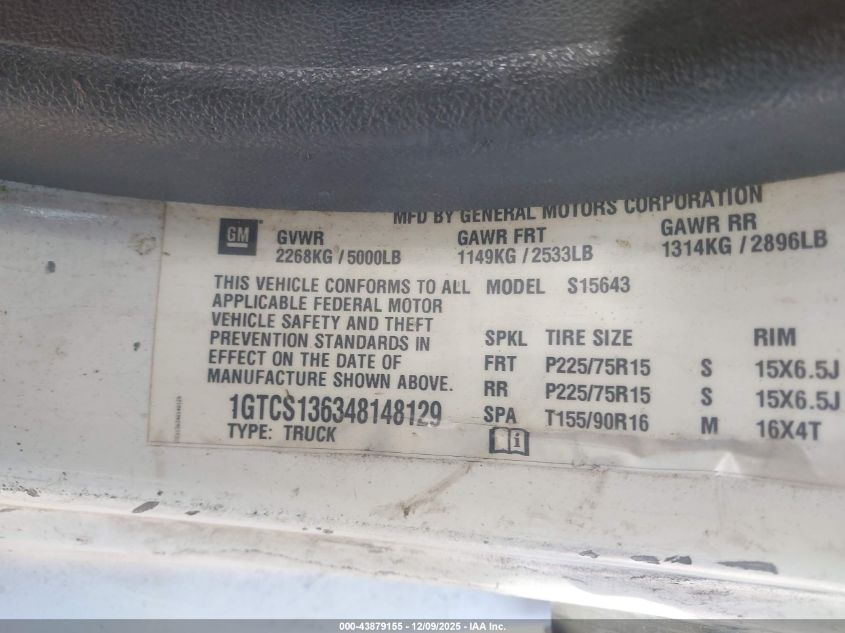 MFD BY GENERAL MOTORS CORPORATION
GM
GVWR GAWR FRT GAWR RR
2268KG / 5000LB 1149KG / 2533LB 1314KG / 2896LB
THIS VEHICLE CONFORMS TO ALL
APPLICABLE FEDERAL MOTOR
VEHICLE SAFETY AND THEFT
PREVENTION STANDARDS IN
EFFECT ON THE DATE OF
MANUFACTURE SHOWN ABOVE.
1GTCS136348148129
TYPE: TRUCK
MODEL S15643
SPKL TIRE SIZE RIM
FRT P225/75R15 S 15X6.5J
RR P225/75R15 S 15X6.5J
SPA T155/90R16 M 16X4T
000-43879155 - 12/09/2025 - IAA Inc.